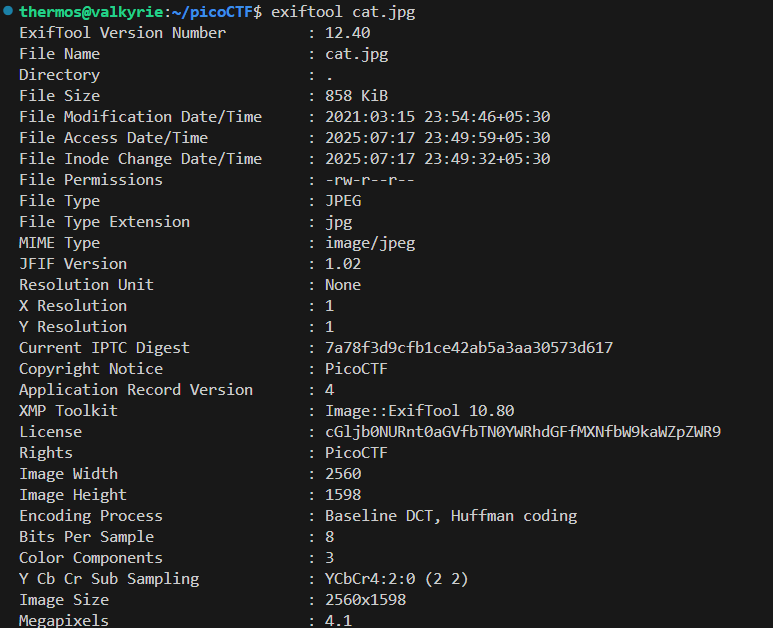 thermos@valkyrie:~/picoCTF$ exiftool cat.jpg
ExifTool Version Number : 12.40
File Name : cat.jpg
Directory : .
File Size : 858 KiB
File Modification Date/Time : 2021:03:15 23:54:46+05:30
File Access Date/Time : 2025:07:17 23:49:59+05:30
File Inode Change Date/Time : 2025:07:17 23:49:32+05:30
File Permissions : -rw-r--r--
File Type : JPEG
File Type Extension : jpg
MIME Type : image/jpeg
JFIF Version : 1.02
Resolution Unit : None
X Resolution : 1
Y Resolution : 1
Current IPTC Digest : 7a78f3d9cfb1ce42ab5a3aa30573d617
Copyright Notice : PicoCTF
Application Record Version : 4
XMP Toolkit : Image::ExifTool 10.80
License : cGljb0NURnt0aGVfbTN0YWRhdGFfMXNfbW9kaWZpZWR9
Rights : PicoCTF
Image Width : 2560
Image Height : 1598
Encoding Process : Baseline DCT, Huffman coding
Bits Per Sample : 8
Color Components : 3
Y Cb Cr Sub Sampling : YCbCr4:2:0 (2 2)
Image Size : 2560x1598
Megapixels : 4.1